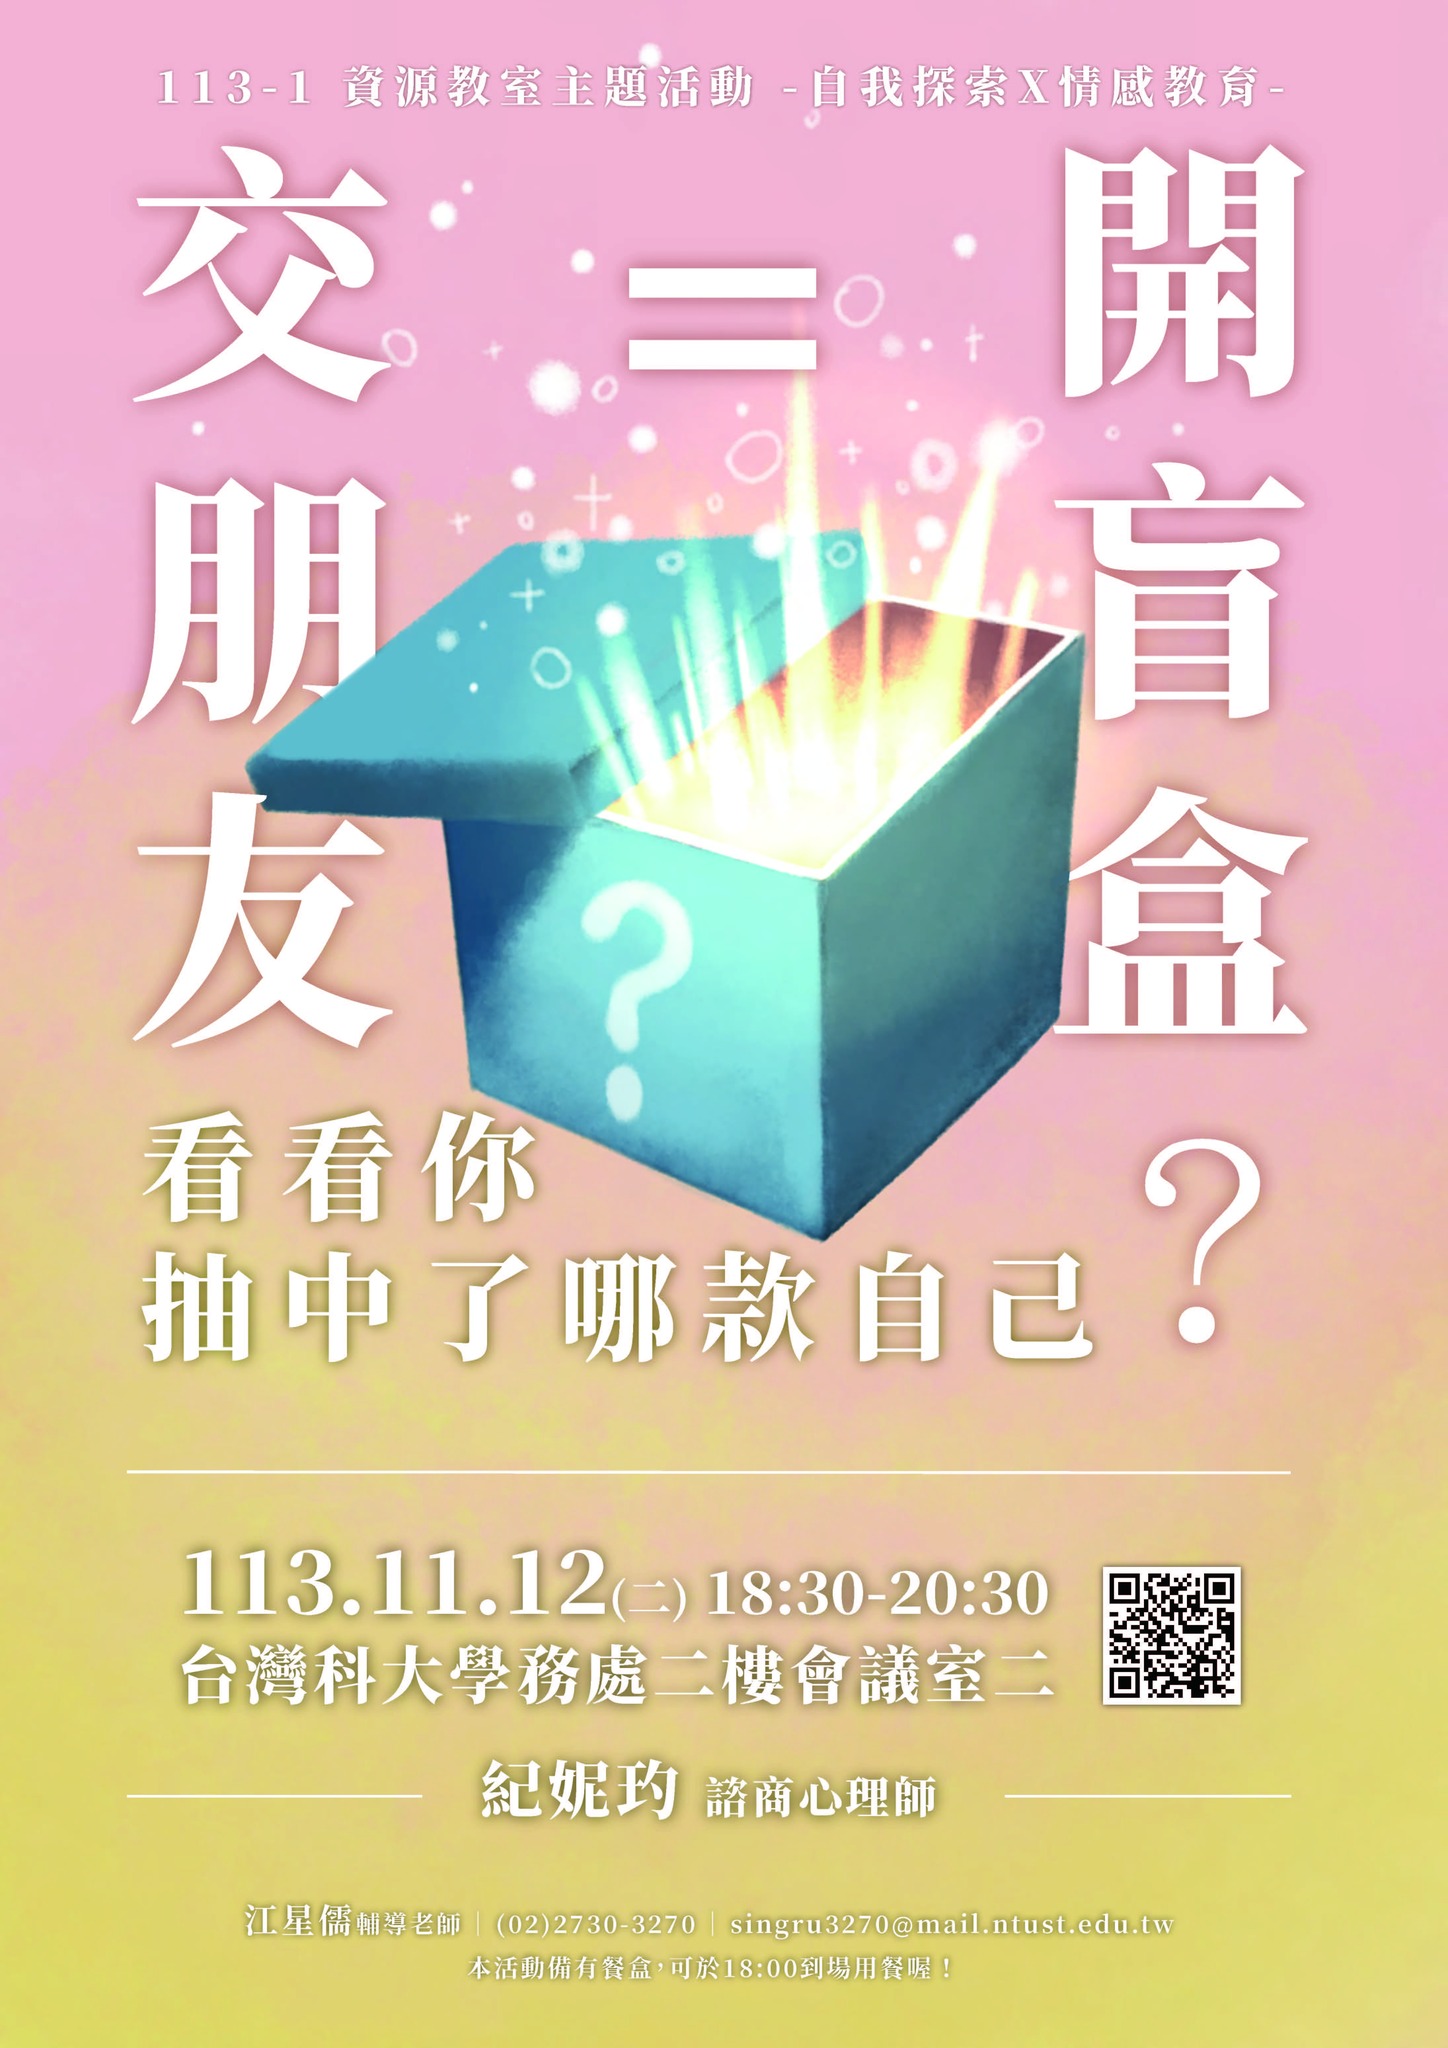 113-1 資源教室主題活動 -自我探索X情感教育-
交朋友
=
開盲盒？
看看你
抽中了哪款自己
?
113.11.12(二) 18:30-20:30
台灣科大學務處二樓會議室二
紀妮玓 諮商心理師
江星儒輔導老師｜(02)2730-3270｜singru3270@mail.ntust.edu.tw
本活動備有餐盒，可於18:00到場用餐喔！